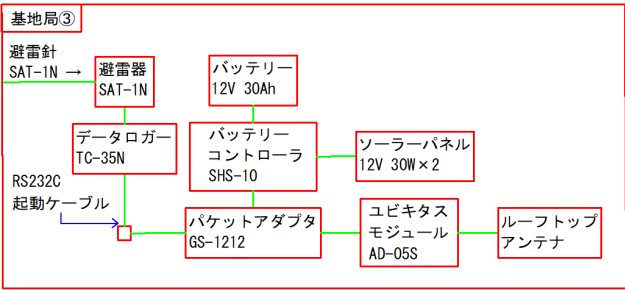 基地局③
避雷針
SAT-1N →
避雷器
SAT-1N
バッテリー
12V 30Ah
データロガー
TC-35N
バッテリー
コントローラ
SHS-10
ソーラーパネル
12V 30W×2
RS232C
起動ケーブル
パケットアダプタ
GS-1212
ユビキタス
モジュール
AD-05S
ルーフトップ
アンテナ